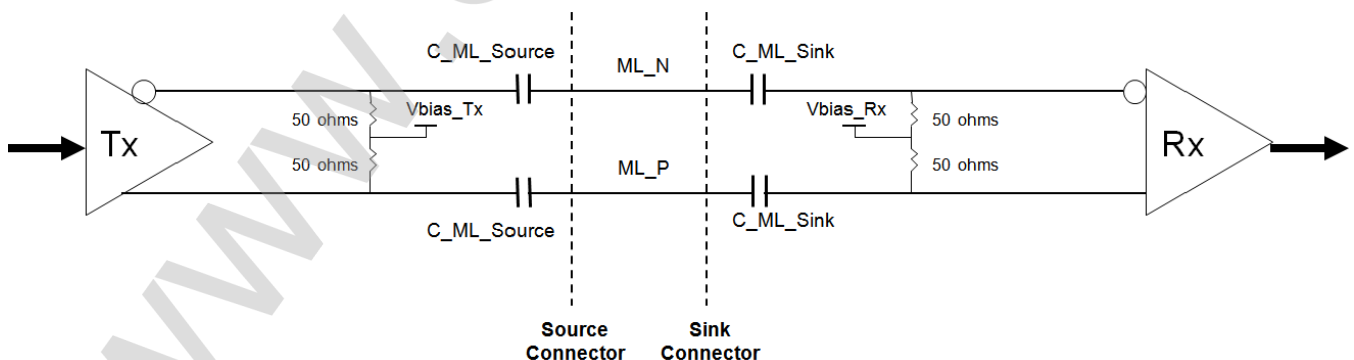 C_ML_Source
ML_N
C_ML_Sink
Vbias_Tx
Vbias_Rx
50 ohms
50 ohms
Tx
Rx
50 ohms
50 ohms
ML_P
C_ML_Source
C_ML_Sink
Source
Connector
Sink
Connector
www.